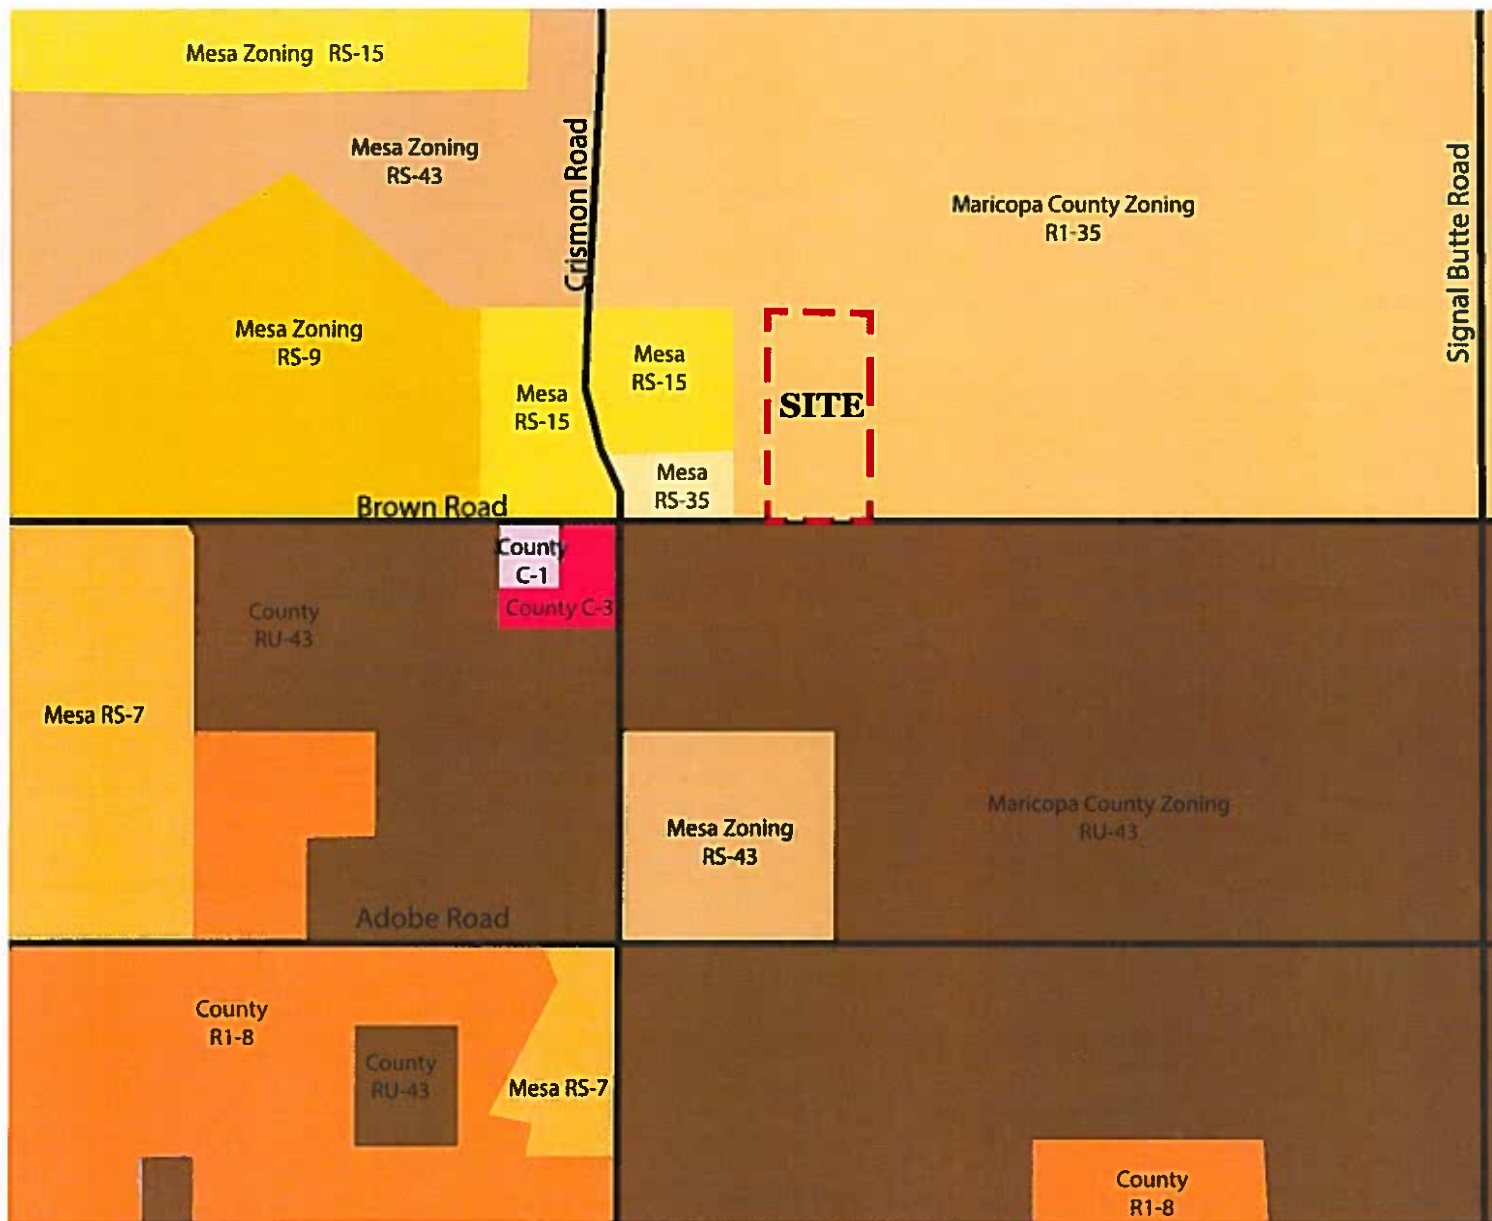 Mesa Zoning RS-15
Mesa Zoning
RS-43
Crismon Road
Maricopa County Zoning
R1-35
Signal Butte Road
Mesa Zoning
RS-9
Mesa
RS-15
Mesa
RS-15
SITE
Mesa
RS-35
Brown Road
County
C-1
County C-3
County
RU-43
Mesa RS-7
Mesa Zoning
RS-43
Maricopa County Zoning
RU-43
Adobe Road
County
R1-8
County
RU-43
Mesa RS-7
County
R1-8